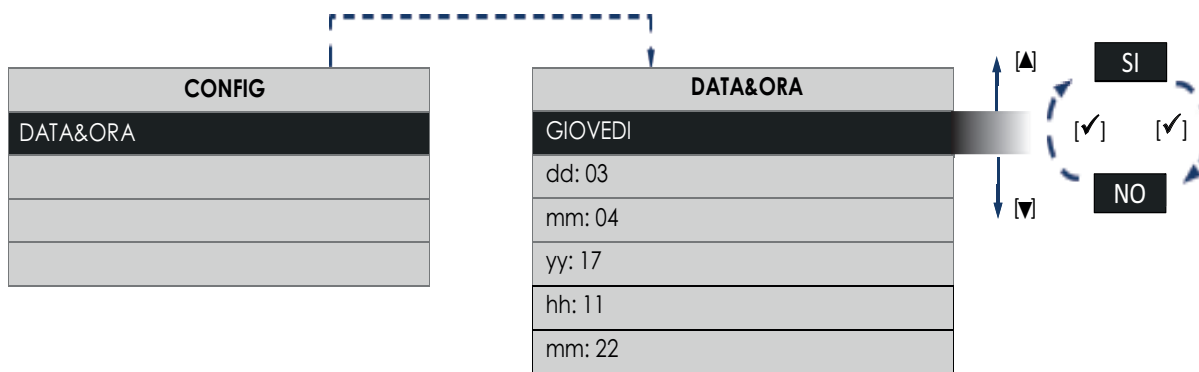 CONFIG
DATA&ORA
DATA&ORA
GIOVEDI
dd: 03
mm: 04
yy: 17
hh: 11
mm: 22
[▲]
[▼]
SI
[✓] [✓]
NO